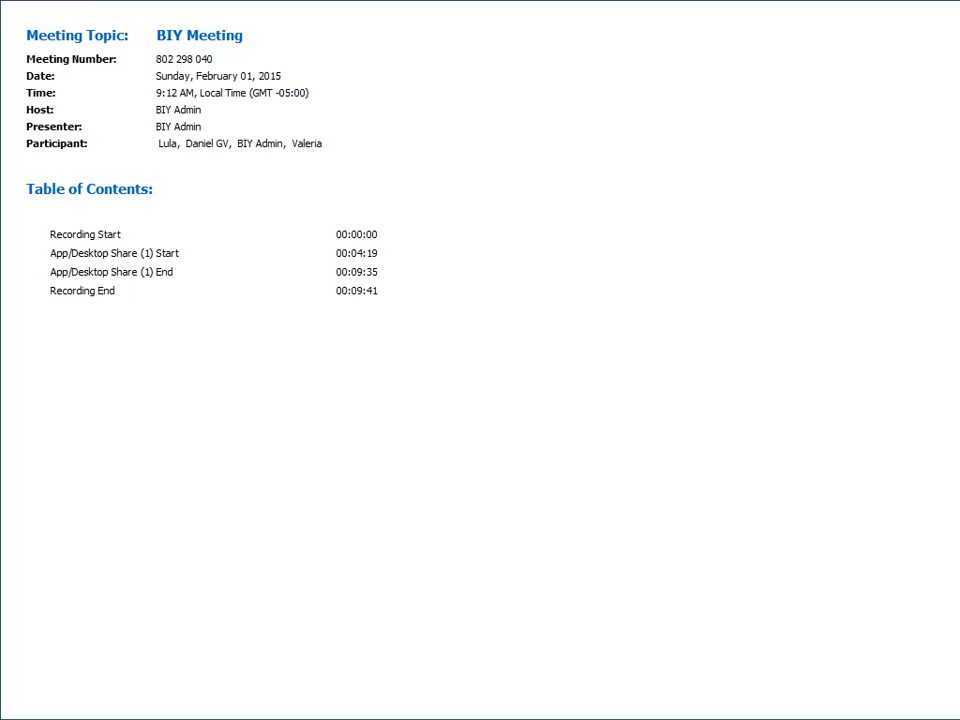 Meeting Topic: BIY Meeting
Meeting Number: 802 298 040
Date: Sunday, February 01, 2015
Time: 9:12 AM, Local Time (GMT -05:00)
Host: BIY Admin
Presenter: BIY Admin
Participant: Lula, Daniel GV, BIY Admin, Valeria
Table of Contents:
Recording Start 00:00:00
App/Desktop Share (1) Start 00:04:19
App/Desktop Share (1) End 00:09:35
Recording End 00:09:41